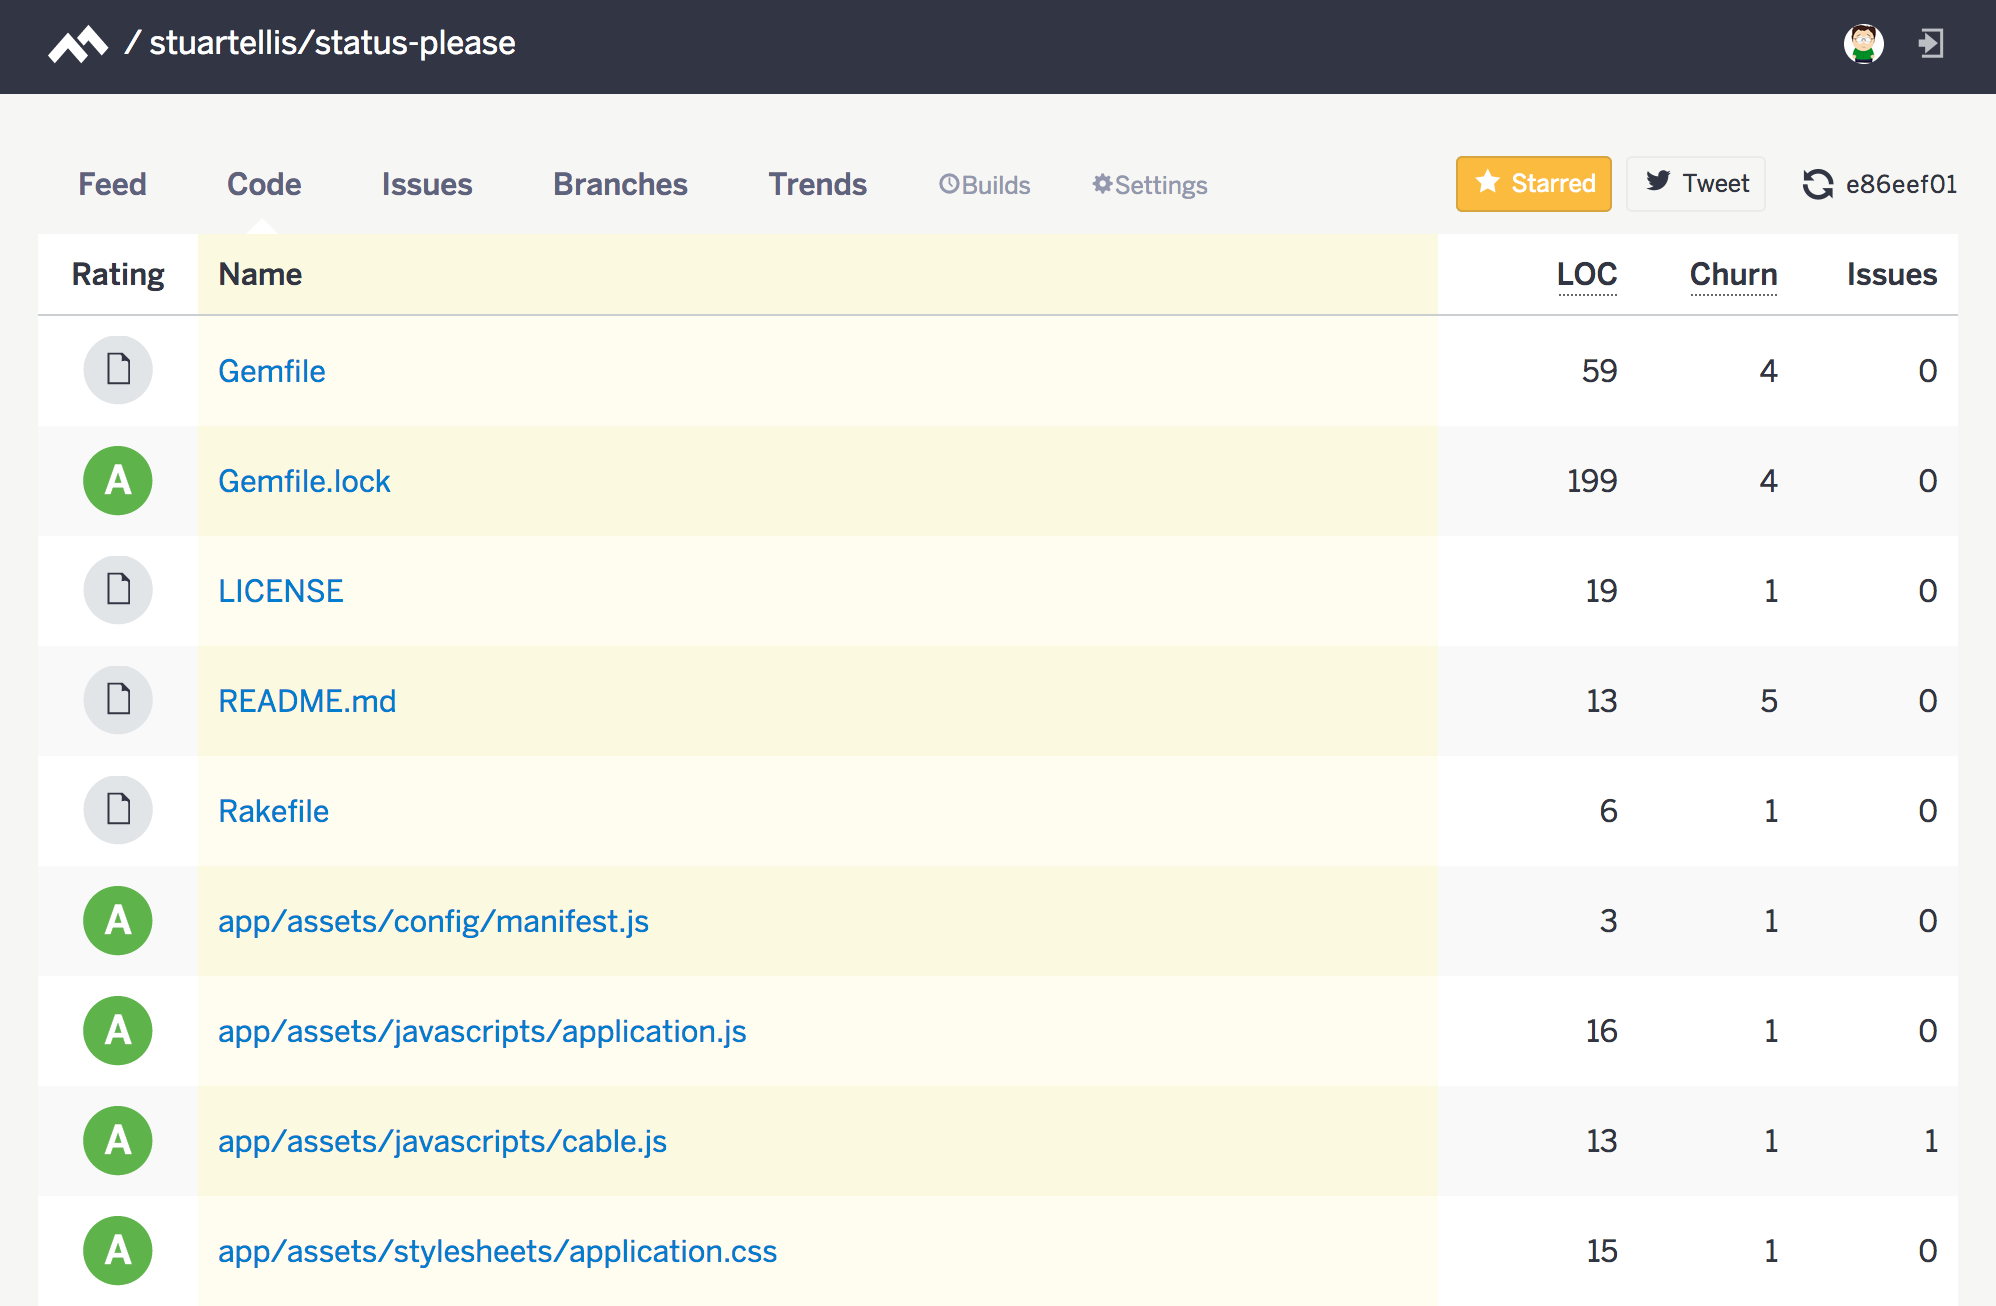 / stuartellis/status-please
Feed Code Issues Branches Trends Builds Settings Starred Tweet e86eef01
Rating Name LOC Churn Issues
Gemfile 59 4 0
A Gemfile.lock 199 4 0
LICENSE 19 1 0
README.md 13 5 0
Rakefile 6 1 0
A app/assets/config/manifest.js 3 1 0
A app/assets/javascripts/application.js 16 1 0
A app/assets/javascripts/cable.js 13 1 1
A app/assets/stylesheets/application.css 15 1 0